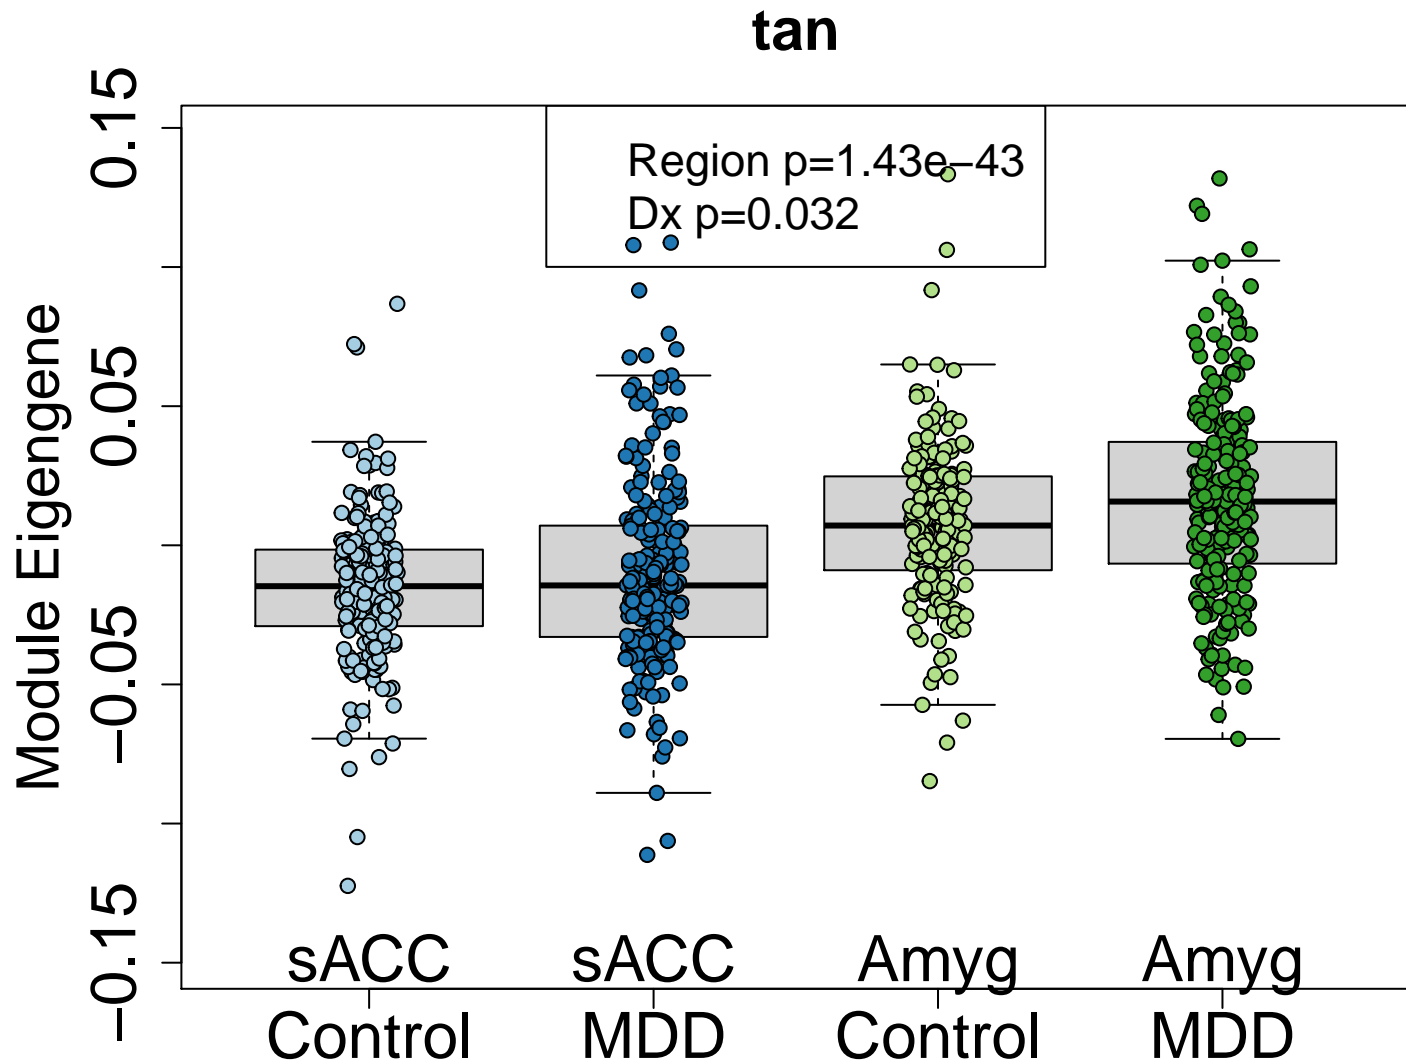 tan
Module Eigengene
0.15
0.05
−0.05
−0.15
Region p=1.43e−43
Dx p=0.032
sACC sACC Amyg Amyg
Control MDD Control MDD